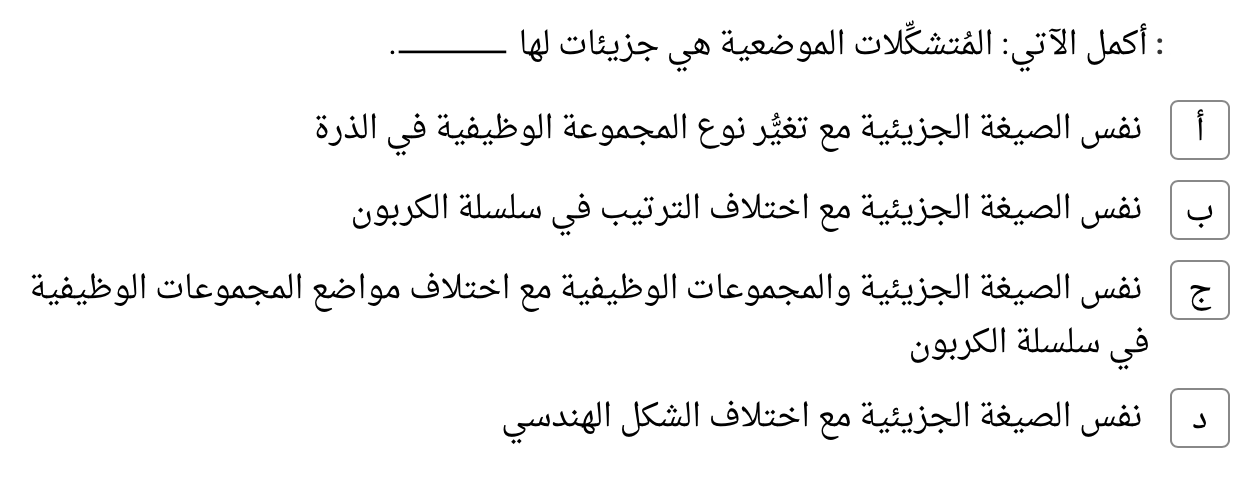 : أكمل الآتي: المُتشكِّلات الموضعية هي جزيئات لها ــــــــــــ.
أ نفس الصيغة الجزيئية مع تغيُّر نوع المجموعة الوظيفية في الذرة
ب نفس الصيغة الجزيئية مع اختلاف الترتيب في سلسلة الكربون
ج نفس الصيغة الجزيئية والمجموعات الوظيفية مع اختلاف مواضع المجموعات الوظيفية
في سلسلة الكربون
د نفس الصيغة الجزيئية مع اختلاف الشكل الهندسي